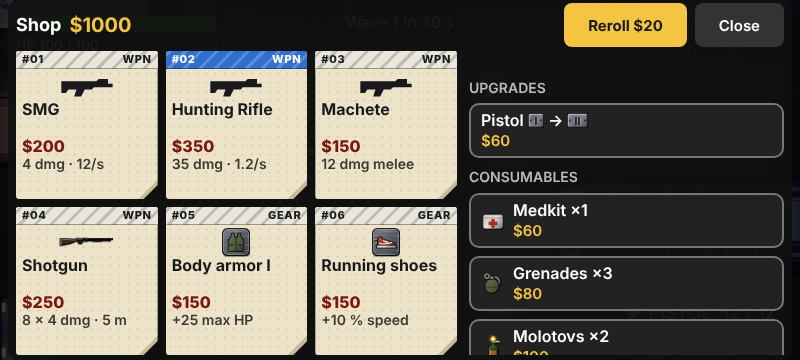 Shop $1000
Wave 1 in 30 s
Reroll $20
Close
#01 WPN
SMG
$200
4 dmg · 12/s
#02 WPN
Hunting Rifle
$350
35 dmg · 1.2/s
#03 WPN
Machete
$150
12 dmg melee
#04 WPN
Shotgun
$250
8 × 4 dmg · 5 m
#05 GEAR
Body armor I
$150
+25 max HP
#06 GEAR
Running shoes
$150
+10 % speed
UPGRADES
Pistol I → II
$60
CONSUMABLES
Medkit ×1
$60
Grenades ×3
$80
Molotovs ×2